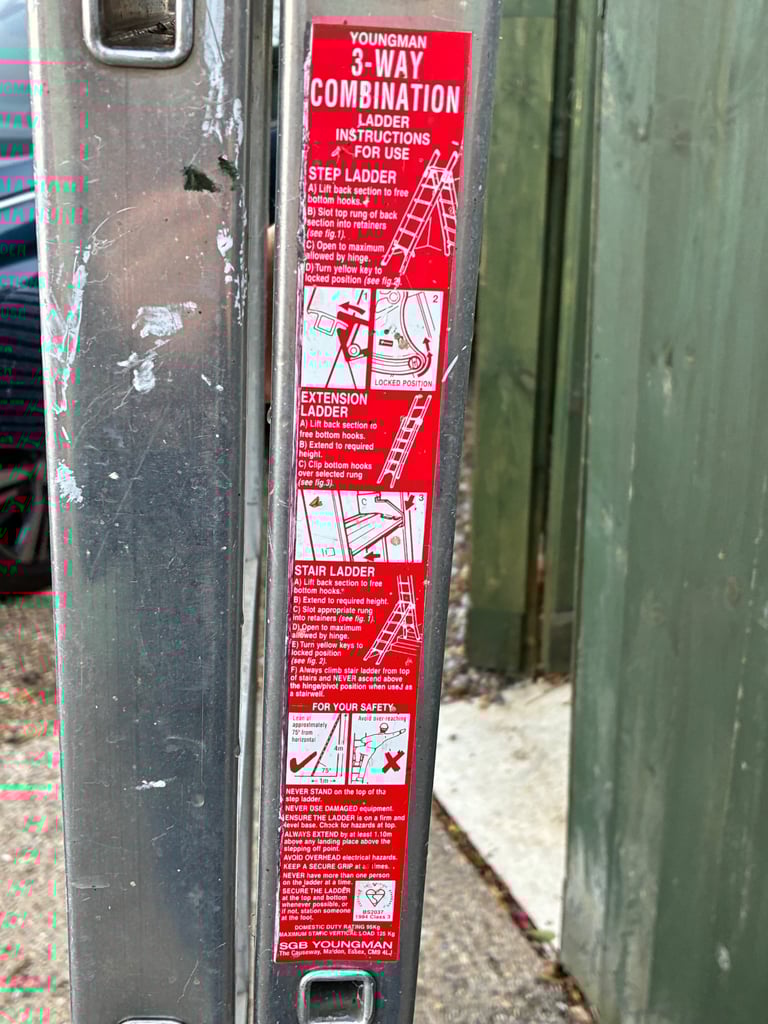 YOUNGMAN
3-WAY
COMBINATION
LADDER
INSTRUCTIONS
FOR USE
STEP LADDER
A) Lift back section to free
bottom hooks.
B) Slot top rung of back
section into retainers
(see fig.1).
C) Open to maximum
allowed by hinge.
D) Turn yellow key to
locked position (see fig.2).
1
2
LOCKED POSITION
EXTENSION
LADDER
A) Lift back section to
free bottom hooks.
B) Extend to required
height.
C) Clip bottom hooks
over selected rung
(see fig.3).
C
3
STAIR LADDER
A) Lift back section to free
bottom hooks.
B) Extend to required height.
C) Slot appropriate rung
into retainers (see fig. 1).
D) Open to maximum
allowed by hinge.
E) Turn yellow keys to
locked position
(see fig. 2).
F) Always climb stair ladder from top
of stairs and NEVER ascend above
the hinge/pivot position when used as
a stairwell.
FOR YOUR SAFETY
Lean at
approximately
75° from
horizontal
4m
75°
1m
Avoid over-reaching
NEVER STAND on the top of the
step ladder.
NEVER USE DAMAGED equipment.
ENSURE THE LADDER is on a firm and
level base. Check for hazards at top.
ALWAYS EXTEND by at least 1.10m
above any landing place above the
stepping off point.
AVOID OVERHEAD electrical hazards.
KEEP A SECURE GRIP at all times.
NEVER have more than one person
on the ladder at a time.
SECURE THE LADDER
at the top and bottom
whenever possible, or
if not, station someone
at the foot.
BS2037
1994 Class 3
DOMESTIC DUTY RATING 95Kg
MAXIMUM STATIC VERTICAL LOAD 125 Kg
SGB YOUNGMAN
The Causeway, Maldon, Essex, CM9 4LJ